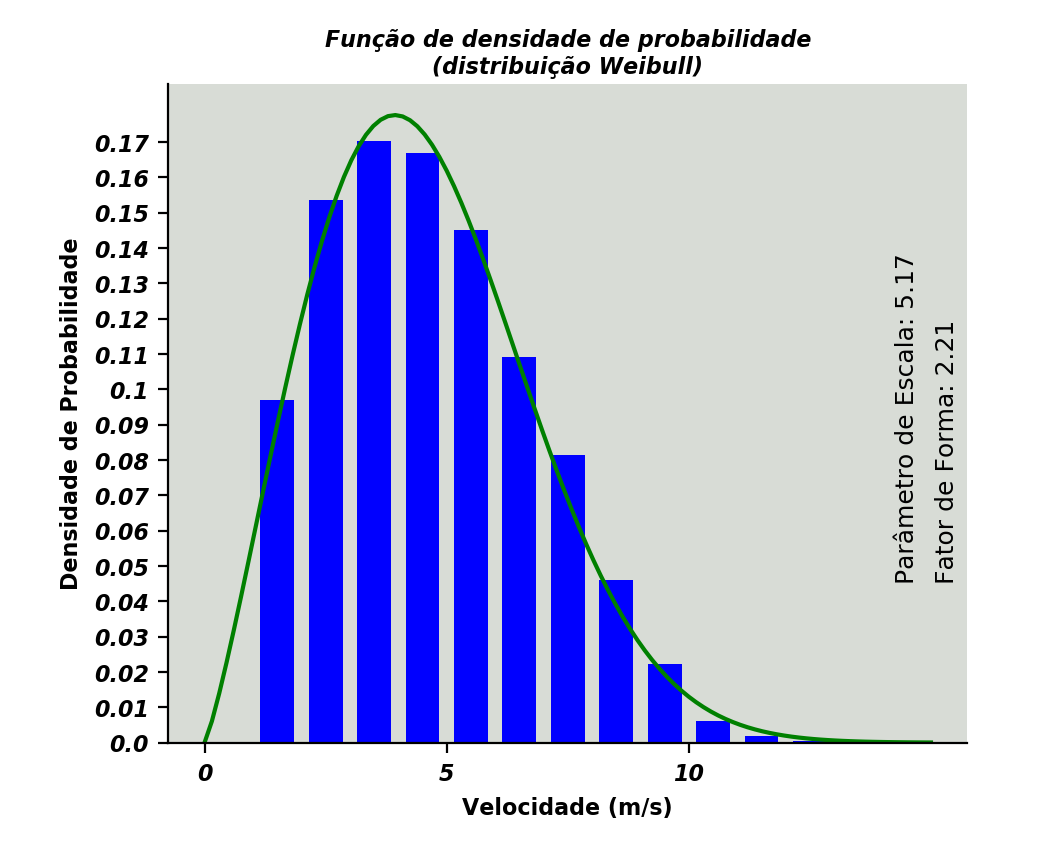 Função de densidade de probabilidade
(distribuição Weibull)
Densidade de Probabilidade
0.17
0.16
0.15
0.14
0.13
0.12
0.11
0.1
0.09
0.08
0.07
0.06
0.05
0.04
0.03
0.02
0.01
0.0
Parâmetro de Escala: 5.17
Fator de Forma: 2.21
0 5 10
Velocidade (m/s)